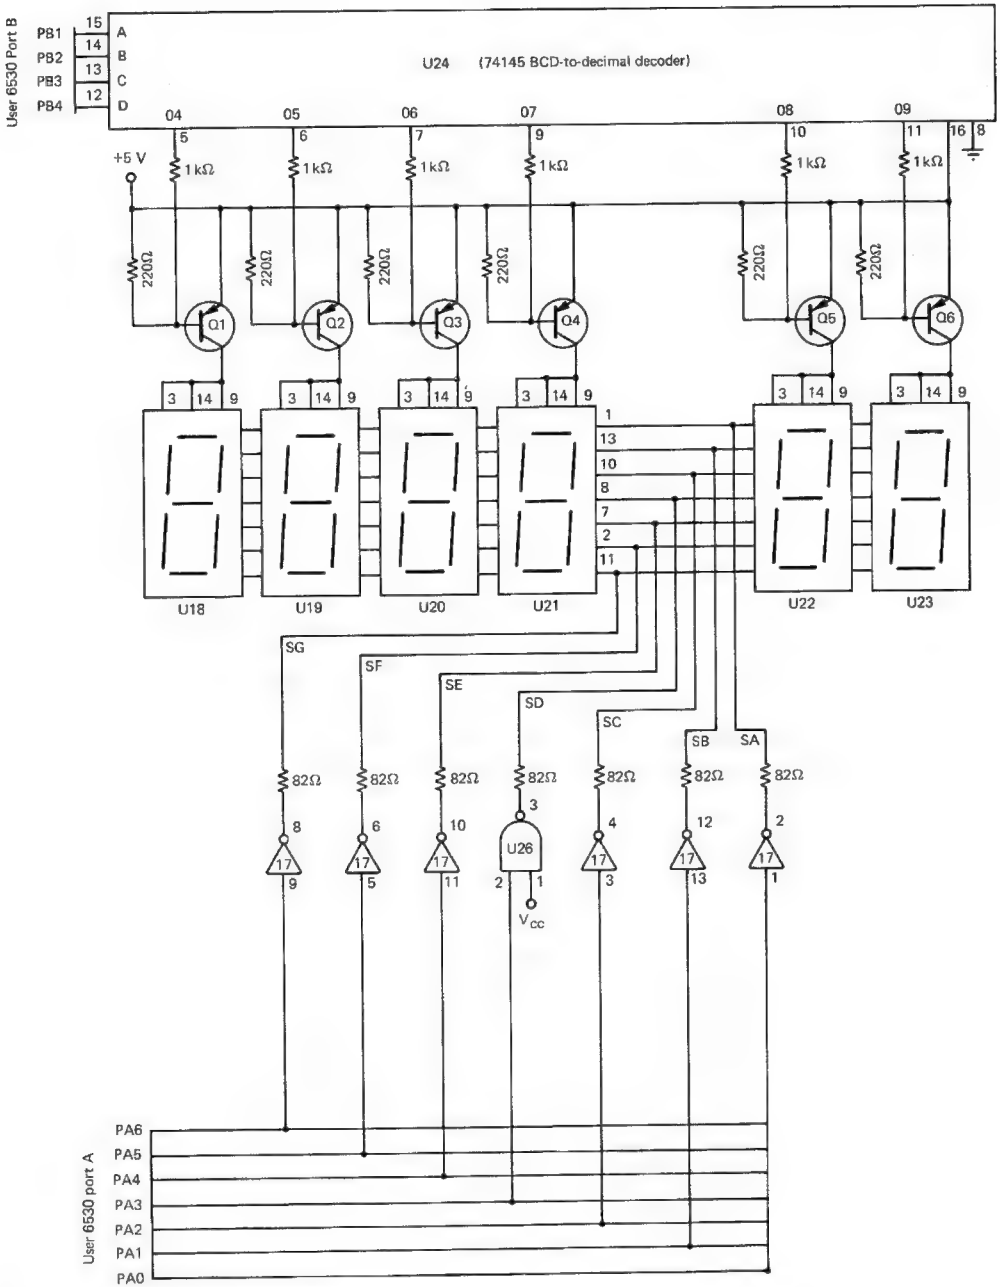 User 6530 Port B
PB1 15 A
PB2 14 B
PB3 13 C
PB4 12 D
U24 (74145 BCD-to-decimal decoder)
04 05 06 07 08 09
5 6 7 9 10 11 16 8
+5 V
1kΩ 1kΩ 1kΩ 1kΩ 1kΩ 1kΩ
220Ω 220Ω 220Ω 220Ω 220Ω 220Ω
Q1 Q2 Q3 Q4 Q5 Q6
3 14 9 3 14 9 3 14 9 3 14 9 3 14 9 3 14 9
1
13
10
8
7
2
11
U18 U19 U20 U21 U22 U23
SG
SF
SE
SD
SC
SB SA
82Ω 82Ω 82Ω 82Ω 82Ω 82Ω 82Ω
8 6 10 3 4 12 2
17 17 17 U26 17 17 17
9 5 11 2 1 3 13 1
VCC
User 6530 port A
PA6
PA5
PA4
PA3
PA2
PA1
PA0